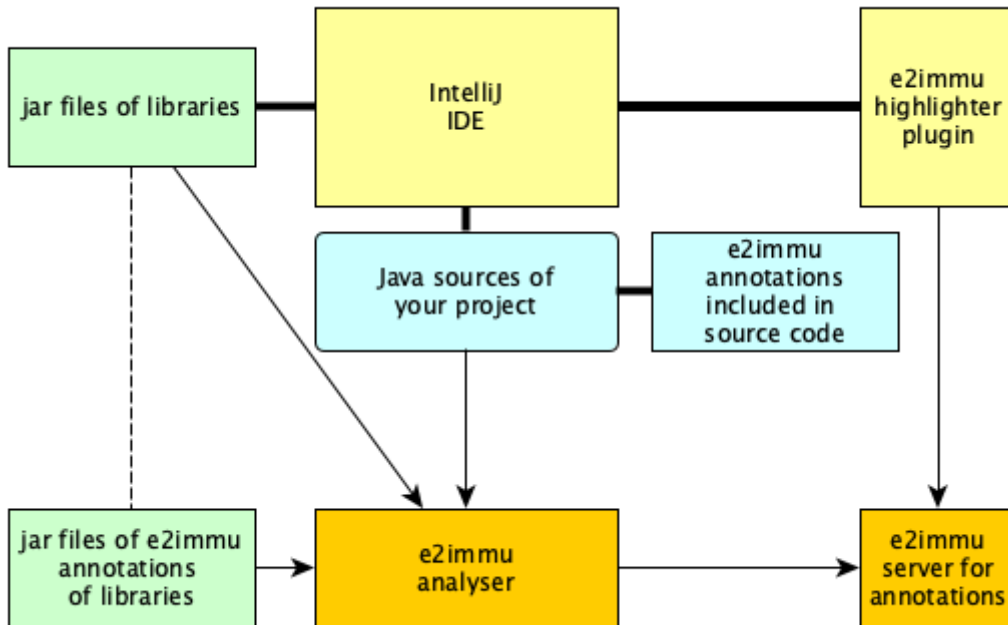 jar files of libraries
IntelliJ
IDE
e2immu
highlighter
plugin
Java sources of
your project
e2immu
annotations
included in
source code
jar files of e2immu
annotations
of libraries
e2immu
analyser
e2immu
server for
annotations